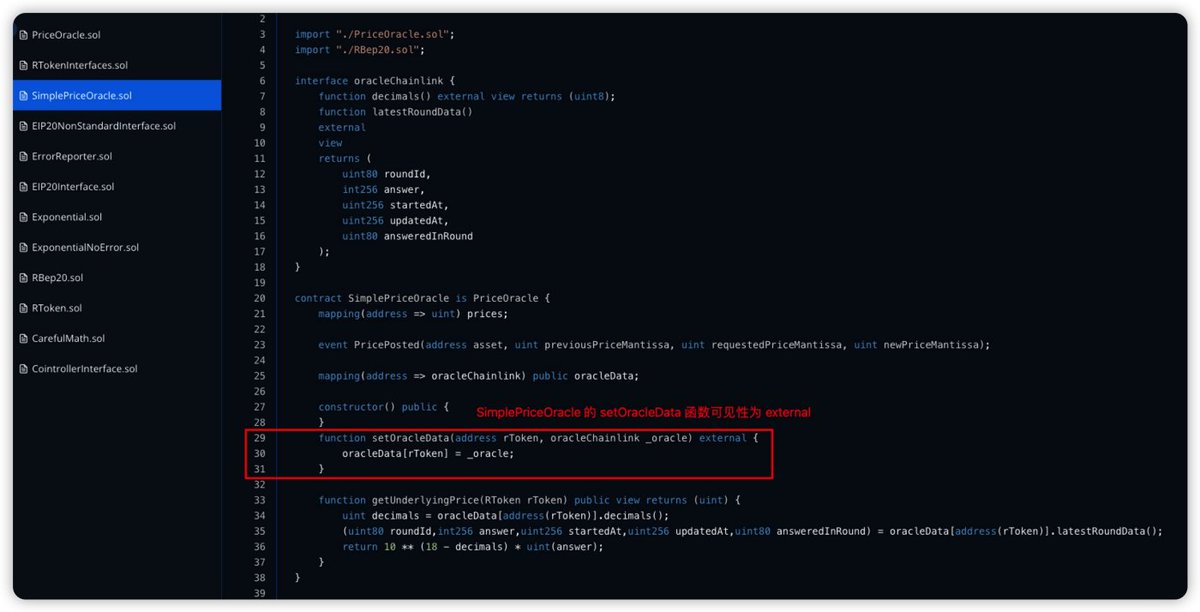 PriceOracle.sol
RTokenInterfaces.sol
SimplePriceOracle.sol
EIP20NonStandardInterface.sol
ErrorReporter.sol
EIP20Interface.sol
Exponential.sol
ExponentialNoError.sol
RBep20.sol
RToken.sol
CarefulMath.sol
CointrollerInterface.sol
2
3 import "./PriceOracle.sol";
4 import "./RBep20.sol";
5
6 interface oracleChainlink {
7 function decimals() external view returns (uint8);
8 function latestRoundData()
9 external
10 view
11 returns (
12 uint80 roundId,
13 int256 answer,
14 uint256 startedAt,
15 uint256 updatedAt,
16 uint80 answeredInRound
17 );
18 }
19
20 contract SimplePriceOracle is PriceOracle {
21 mapping(address => uint) prices;
22
23 event PricePosted(address asset, uint previousPriceMantissa, uint requestedPriceMantissa, uint newPriceMantissa);
24
25 mapping(address => oracleChainlink) public oracleData;
26
27 constructor() public {
SimplePriceOracle 的 setOracleData 函数可见性为 external
28 }
29 function setOracleData(address rToken, oracleChainlink _oracle) external {
30 oracleData[rToken] = _oracle;
31 }
32
33 function getUnderlyingPrice(RToken rToken) public view returns (uint) {
34 uint decimals = oracleData[address(rToken)].decimals();
35 (uint80 roundId,int256 answer,uint256 startedAt,uint256 updatedAt,uint80 answeredInRound) = oracleData[address(rToken)].latestRoundData();
36 return 10 ** (18 - decimals) * uint(answer);
37 }
38 }
39